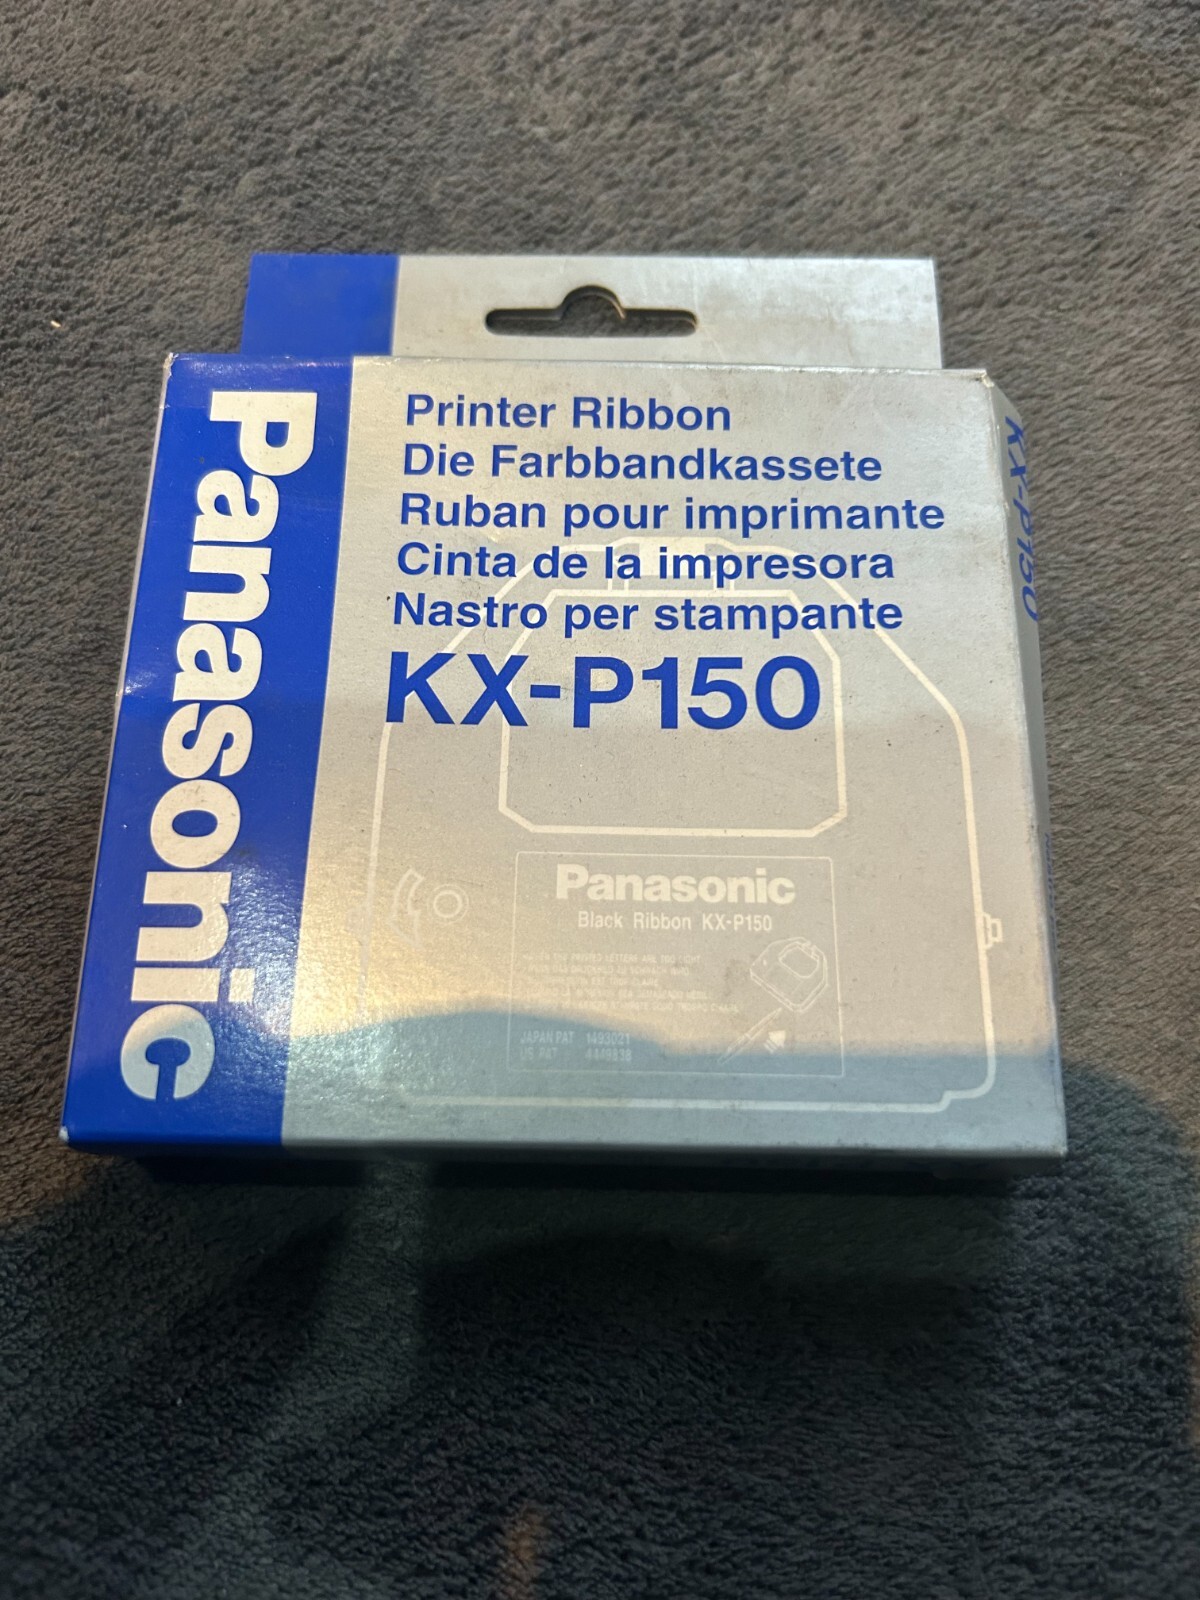 Panasonic
Printer Ribbon
Die Farbbandkassete
Ruban pour imprimante
Cinta de la impresora
Nastro per stampante
KX-P150
KX-P150
Panasonic
Black Ribbon KX-P150
JAPAN PAT 1493021
US PAT